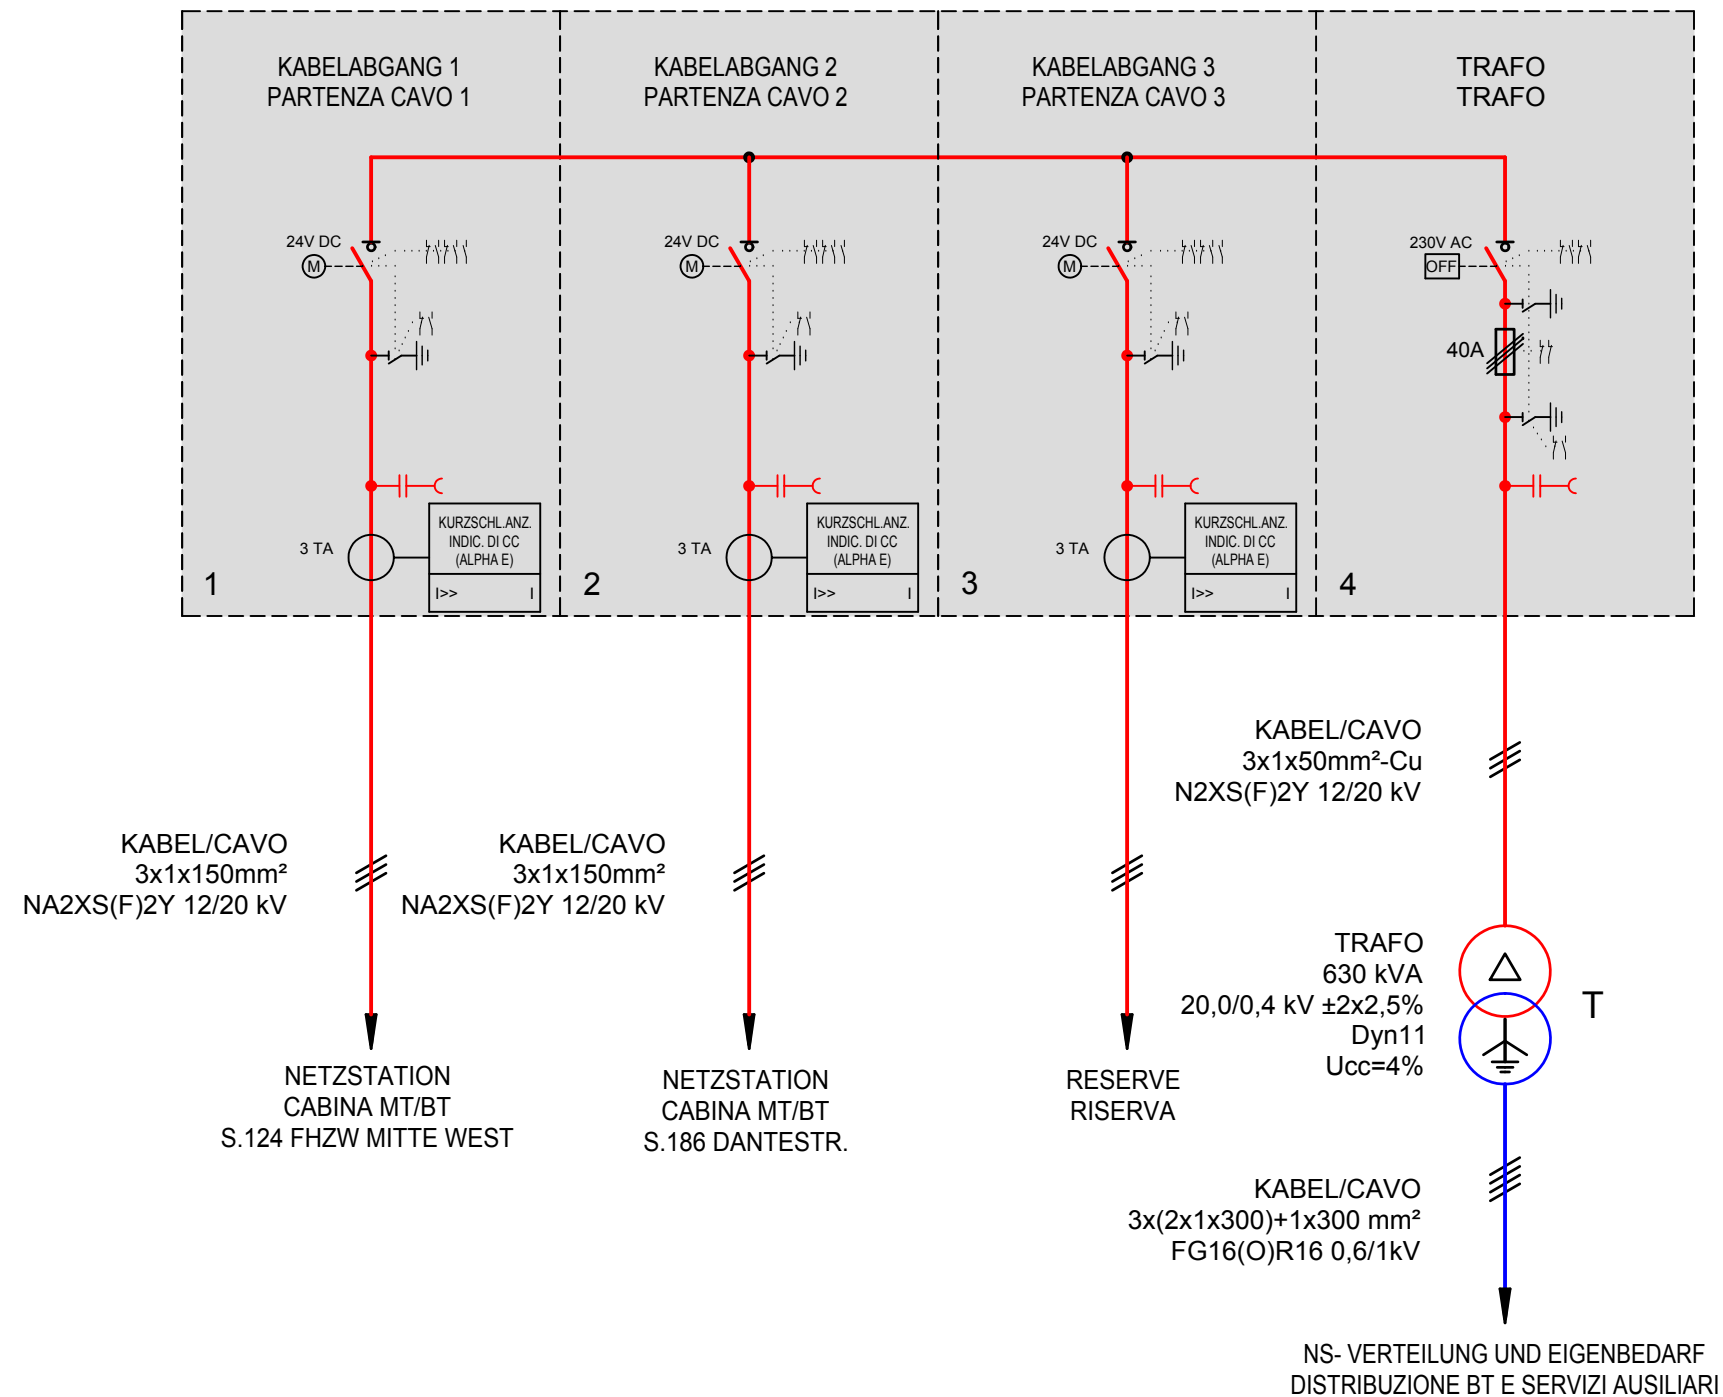 KABELABGANG 1
PARTENZA CAVO 1
KABELABGANG 2
PARTENZA CAVO 2
KABELABGANG 3
PARTENZA CAVO 3
TRAFO
TRAFO
24V DC
M
24V DC
M
24V DC
M
230V AC
OFF
40A
3 TA
KURZSCHL.ANZ.
INDIC. DI CC
(ALPHA E)
I>> I
1
3 TA
KURZSCHL.ANZ.
INDIC. DI CC
(ALPHA E)
I>> I
2
3 TA
KURZSCHL.ANZ.
INDIC. DI CC
(ALPHA E)
I>> I
3
4
KABEL/CAVO
3x1x150mm²
NA2XS(F)2Y 12/20 kV
KABEL/CAVO
3x1x150mm²
NA2XS(F)2Y 12/20 kV
KABEL/CAVO
3x1x50mm²-Cu
N2XS(F)2Y 12/20 kV
TRAFO
630 kVA
20,0/0,4 kV ±2x2,5%
Dyn11
Ucc=4%
T
NETZSTATION
CABINA MT/BT
S.124 FHZW MITTE WEST
NETZSTATION
CABINA MT/BT
S.186 DANTESTR.
RESERVE
RISERVA
KABEL/CAVO
3x(2x1x300)+1x300 mm²
FG16(O)R16 0,6/1kV
NS- VERTEILUNG UND EIGENBEDARF
DISTRIBUZIONE BT E SERVIZI AUSILIARI